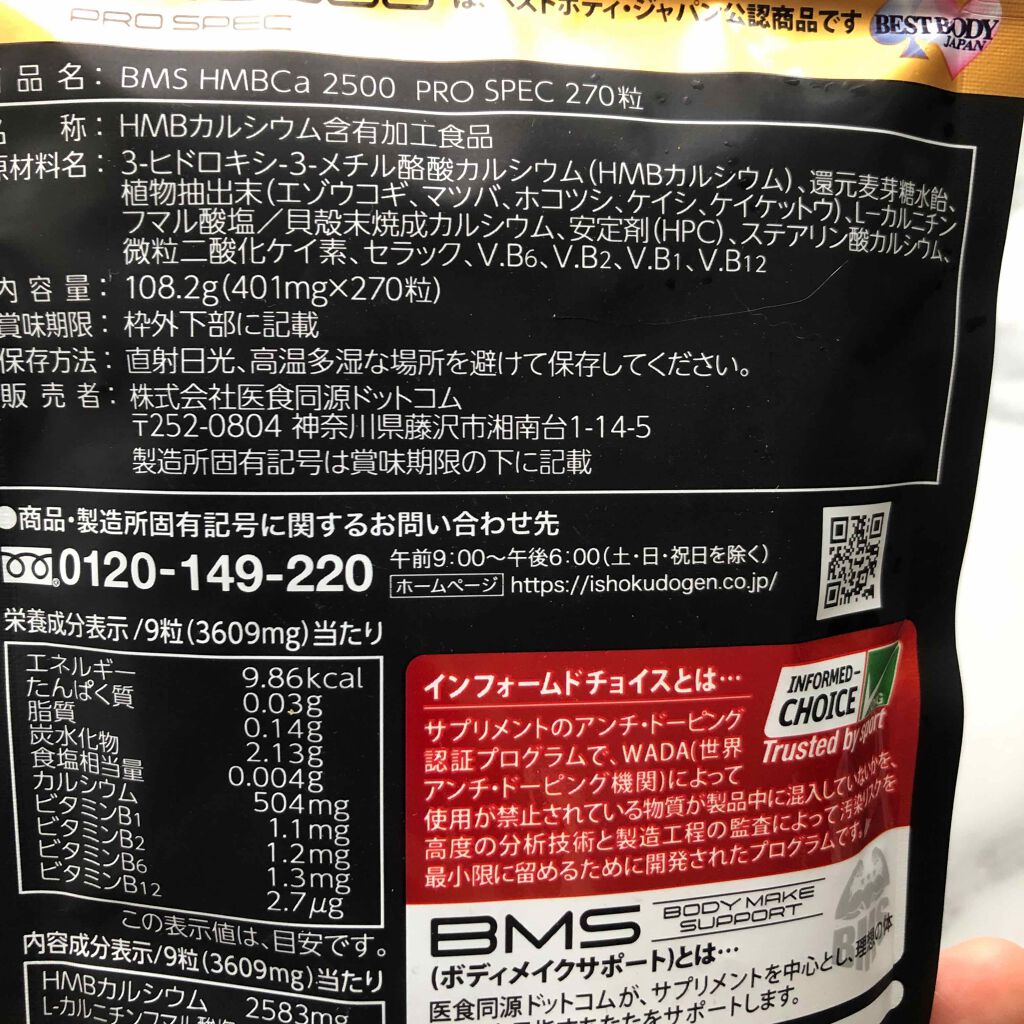 は、ベストボディ・ジャパン公認商品です
BEST BODY
JAPAN
PRO SPEC
品名：BMS HMBCa 2500 PRO SPEC 270粒
称：HMBカルシウム含有加工食品
原材料名：3-ヒドロキシ-3-メチル酪酸カルシウム(HMBカルシウム)、還元麦芽糖水飴、
植物抽出末(エゾウコギ、マツバ、ホコツシ、ケイシ、ケイケットウ)、L-カルニチン
フマル酸塩／貝殻末焼成カルシウム、安定剤(HPC)、ステアリン酸カルシウム、
微粒二酸化ケイ素、セラック、V.B6、V.B2、V.B1、V.B12
内容量：108.2g(401mg×270粒)
賞味期限：枠外下部に記載
保存方法：直射日光、高温多湿な場所を避けて保存してください。
販売者：株式会社医食同源ドットコム
〒252-0804 神奈川県藤沢市湘南台1-14-5
製造所固有記号は賞味期限の下に記載
●商品・製造所固有記号に関するお問い合わせ先
0120-149-220
午前9:00〜午後6:00(土・日・祝日を除く)
ホームページ https://ishokudogen.co.jp/
栄養成分表示/9粒(3609mg)当たり
エネルギー 9.86kcal
たんぱく質 0.03g
脂質 0.14g
炭水化物 2.13g
食塩相当量 0.004g
カルシウム 504mg
ビタミンB1 1.1mg
ビタミンB2 1.2mg
ビタミンB6 1.3mg
ビタミンB12 2.7μg
この表示値は、目安です。
内容成分表示/9粒(3609mg)当たり
HMBカルシウム 2583mg
L-カルニチンフマル酸塩
インフォームドチョイスとは…
INFORMED-
CHOICE
Trusted by sport
サプリメントのアンチ・ドーピング
認証プログラムで、WADA(世界
アンチ・ドーピング機関)によって
使用が禁止されている物質が製品中に混入していないかを、
高度の分析技術と製造工程の監査によって汚染リスクを
最小限に留めるために開発されたプログラムです。
BMS BODY MAKE
SUPPORT
(ボディメイクサポート)とは…
医食同源ドットコムが、サプリメントを中心とし、理想の体
をサポートします。